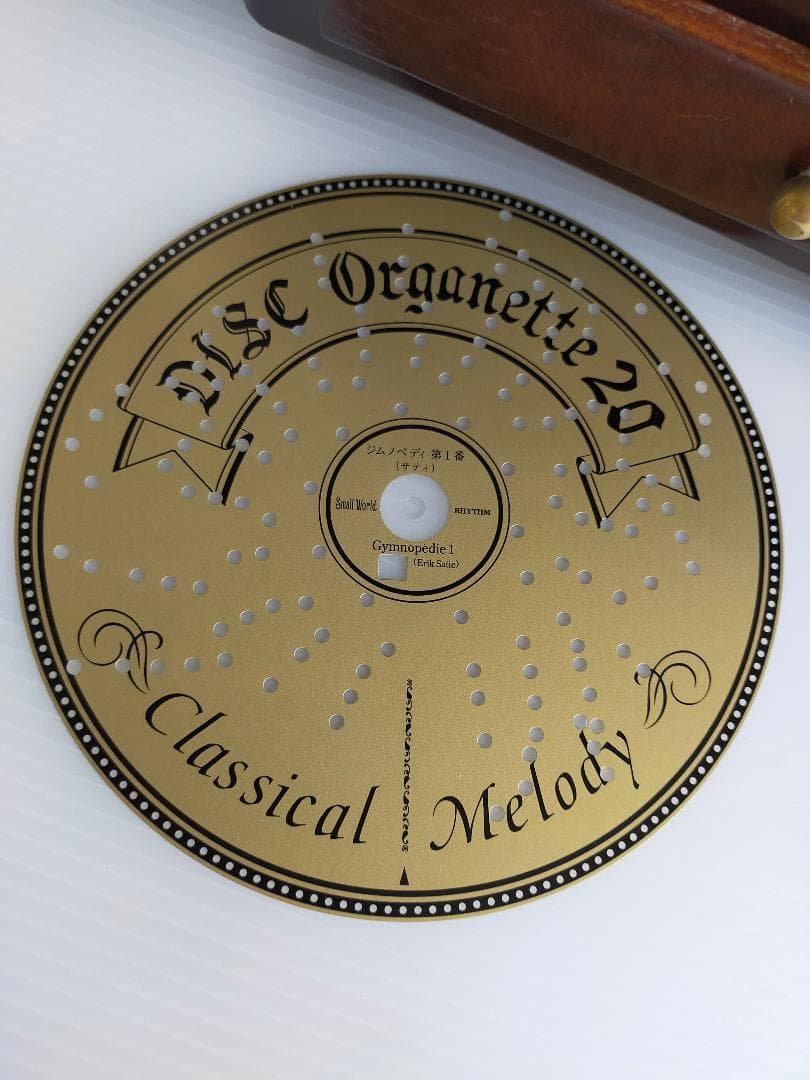 DISC Organette 20
ジムノペディ 第1番
(サティ)
Small World
RHYTHM
Gymnopédie 1
(Erik Satie)
Classical Melody